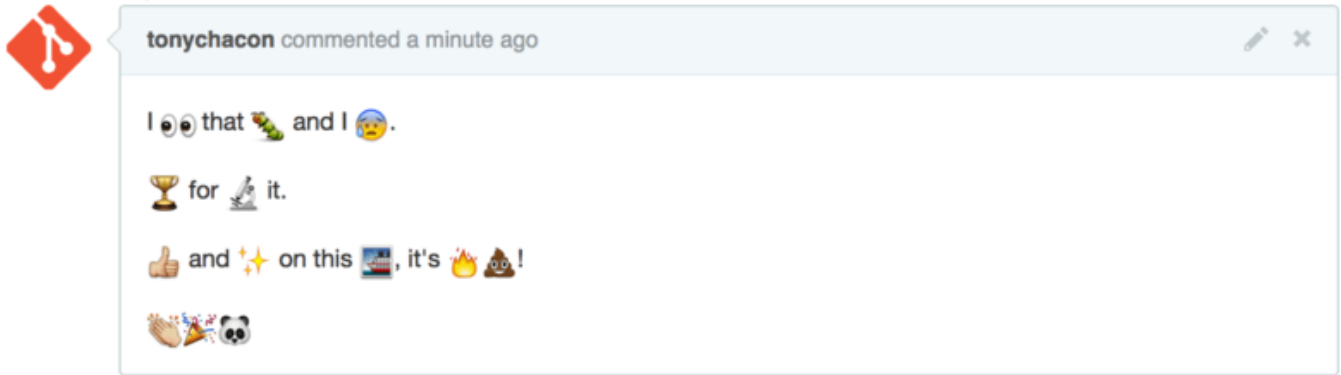 tonychacon commented a minute ago
I 👀 that 🐛 and I 😰.
🏆 for 🔬 it.
👍 and ✨ on this 🚢, it's 🔥💩!
👏🎉🐼